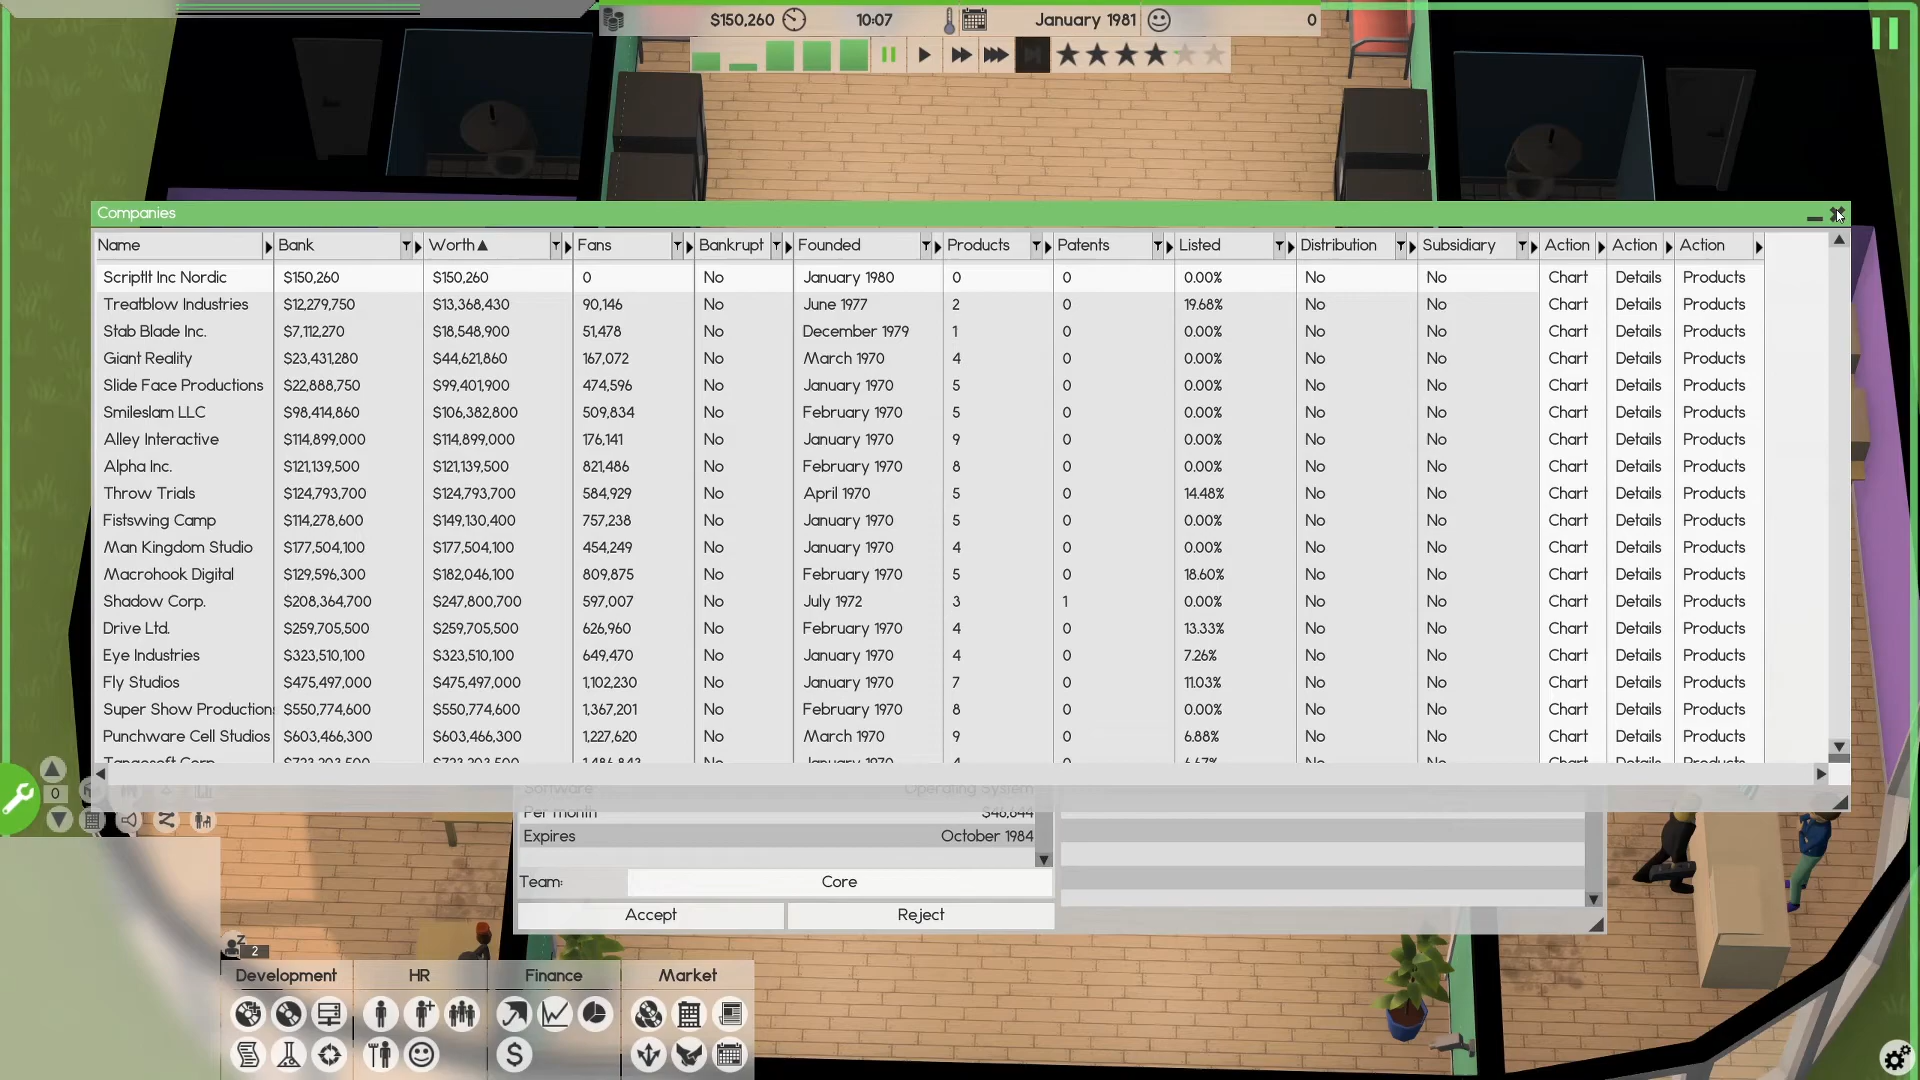 $150,260 10:07 January 1981 0
Companies
Name Bank Worth Fans Bankrupt Founded Products Patents Listed Distribution Subsidiary Action Action Action
ScriptIt Inc Nordic $150,260 $150,260 0 No January 1980 0 0 0.00% No No Chart Details Products
Treatblow Industries $12,279,750 $13,368,430 90,146 No June 1977 2 0 19.68% No No Chart Details Products
Stab Blade Inc. $7,112,270 $18,548,900 51,478 No December 1979 1 0 0.00% No No Chart Details Products
Giant Reality $23,431,280 $44,621,860 167,072 No March 1970 4 0 0.00% No No Chart Details Products
Slide Face Productions $22,888,750 $99,401,900 474,596 No January 1970 5 0 0.00% No No Chart Details Products
Smileslam LLC $98,414,860 $106,382,800 509,834 No February 1970 5 0 0.00% No No Chart Details Products
Alley Interactive $114,899,000 $114,899,000 176,141 No January 1970 9 0 0.00% No No Chart Details Products
Alpha Inc. $121,139,500 $121,139,500 821,486 No February 1970 8 0 0.00% No No Chart Details Products
Throw Trials $124,793,700 $124,793,700 584,929 No April 1970 5 0 14.48% No No Chart Details Products
Fistswing Camp $114,278,600 $149,130,400 757,238 No January 1970 5 0 0.00% No No Chart Details Products
Man Kingdom Studio $177,504,100 $177,504,100 454,249 No January 1970 4 0 0.00% No No Chart Details Products
Macrohook Digital $129,596,300 $182,046,100 809,875 No February 1970 5 0 18.60% No No Chart Details Products
Shadow Corp. $208,364,700 $247,800,700 597,007 No July 1972 3 1 0.00% No No Chart Details Products
Drive Ltd. $259,705,500 $259,705,500 626,960 No February 1970 4 0 13.33% No No Chart Details Products
Eye Industries $323,510,100 $323,510,100 649,470 No January 1970 4 0 7.26% No No Chart Details Products
Fly Studios $475,497,000 $475,497,000 1,102,230 No January 1970 7 0 11.03% No No Chart Details Products
Super Show Production $550,774,600 $550,774,600 1,367,201 No February 1970 8 0 0.00% No No Chart Details Products
Punchware Cell Studios $603,466,300 $603,466,300 1,227,620 No March 1970 9 0 6.88% No No Chart Details Products
0
Software Operating System
Per month $46,644
Expires October 1984
Team: Core
Accept Reject
z 2
Development HR Finance Market